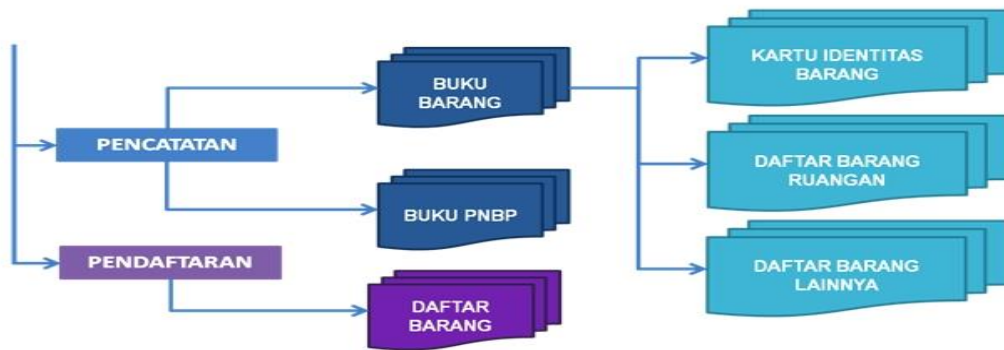 PENCATATAN
BUKU
BARANG
KARTU IDENTITAS
BARANG
DAFTAR BARANG
RUANGAN
DAFTAR BARANG
LAINNYA
BUKU PNBP
PENDAFTARAN
DAFTAR
BARANG